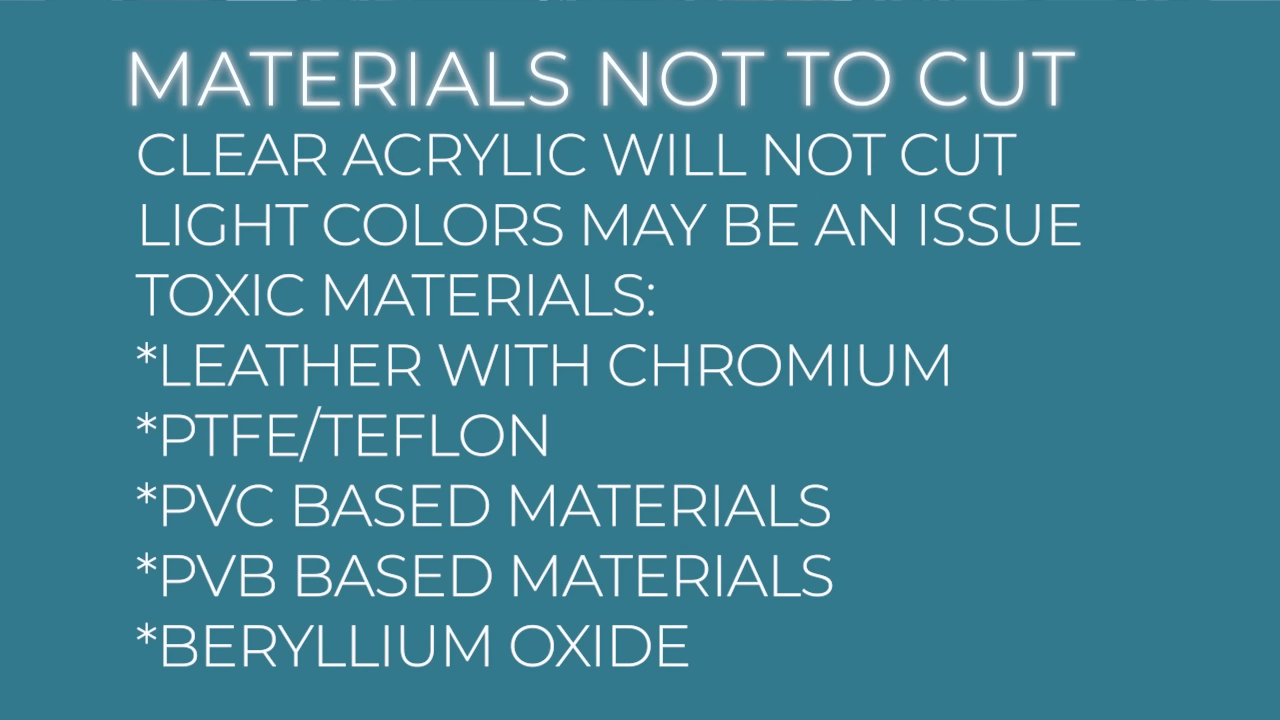 MATERIALS NOT TO CUT
CLEAR ACRYLIC WILL NOT CUT
LIGHT COLORS MAY BE AN ISSUE
TOXIC MATERIALS:
*LEATHER WITH CHROMIUM
*PTFE/TEFLON
*PVC BASED MATERIALS
*PVB BASED MATERIALS
*BERYLLIUM OXIDE